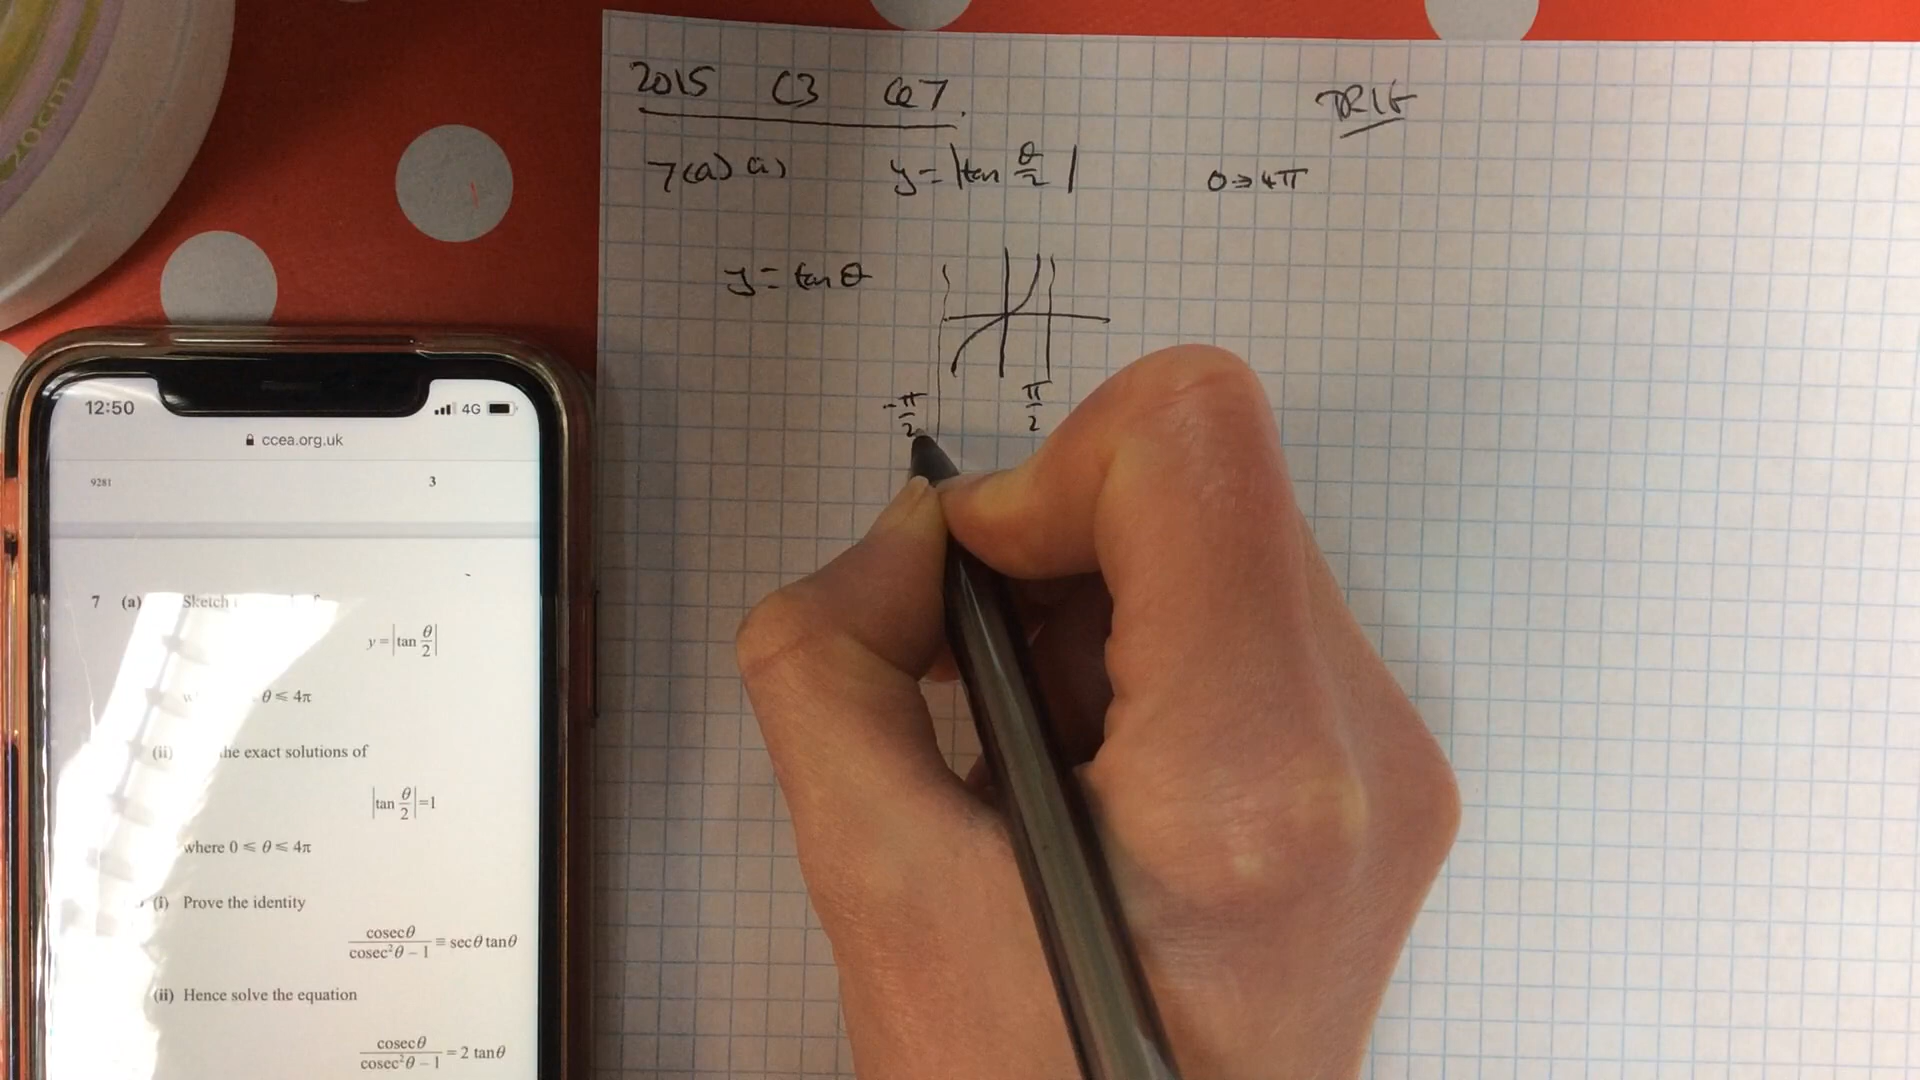 2015 C3 Q7.
TRIG
7(a) (i) y = |tan θ/2| 0→4π
y = tan θ
-π/2 π/2
20cm
12:50 4G
ccea.org.uk
9281 3
7 (a) Sketch
y = |tan θ/2|
θ ⩽ 4π
(ii) the exact solutions of
|tan θ/2| = 1
where 0 ⩽ θ ⩽ 4π
(i) Prove the identity
cosecθ/(cosec²θ – 1) ≡ secθ tanθ
(ii) Hence solve the equation
cosecθ/(cosec²θ – 1) = 2 tanθ